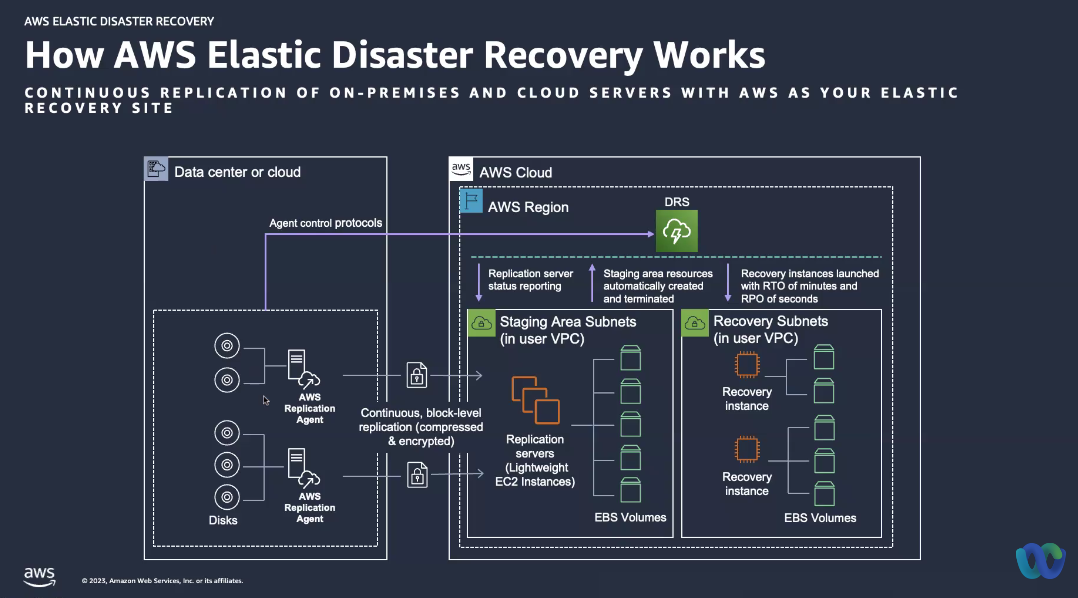 AWS ELASTIC DISASTER RECOVERY
How AWS Elastic Disaster Recovery Works
CONTINUOUS REPLICATION OF ON-PREMISES AND CLOUD SERVERS WITH AWS AS YOUR ELASTIC
RECOVERY SITE
Data center or cloud
Agent control protocols
AWS
Replication
Agent
AWS
Replication
Agent
Disks
Continuous, block-level
replication (compressed
& encrypted)
aws
AWS Cloud
AWS Region
DRS
Replication server
status reporting
Staging area resources
automatically created
and terminated
Recovery instances launched
with RTO of minutes and
RPO of seconds
Staging Area Subnets
(in user VPC)
Replication
servers
(Lightweight
EC2 Instances)
EBS Volumes
Recovery Subnets
(in user VPC)
Recovery
instance
Recovery
instance
EBS Volumes
aws
© 2023, Amazon Web Services, Inc. or its affiliates.